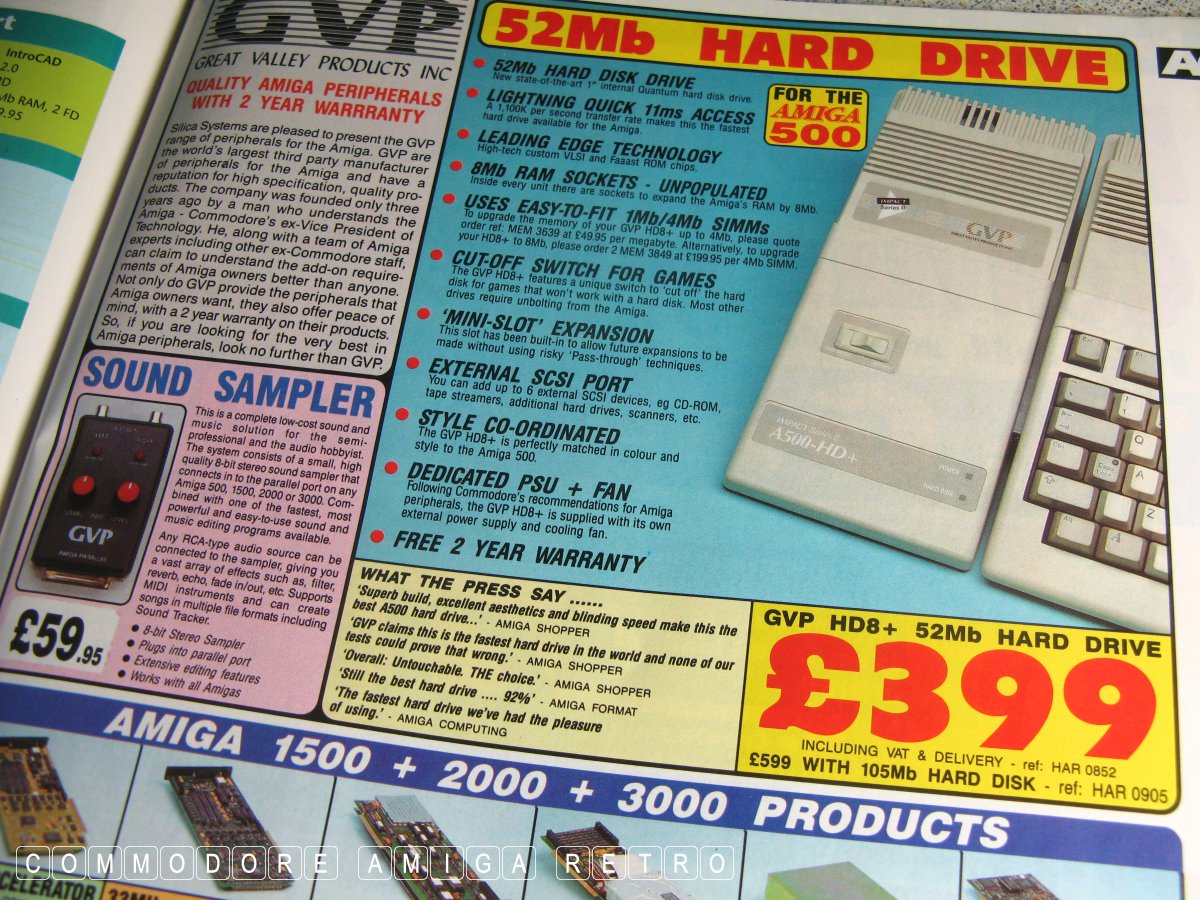 rt
IntroCAD
2.0
Mb RAM, 2 FD
9.95
GVP
GREAT VALLEY PRODUCTS INC
QUALITY AMIGA PERIPHERALS
WITH 2 YEAR WARRRANTY
Silica Systems are pleased to present the GVP
range of peripherals for the Amiga. GVP are
the world's largest third party manufacturer
of peripherals for the Amiga and have a
reputation for high specification, quality pro-
ducts. The company was founded only three
years ago by a man who understands the
Amiga - Commodore's ex-Vice President of
Technology. He, along with a team of Amiga
experts including other ex-Commodore staff,
can claim to understand the add-on require-
ments of Amiga owners better than anyone.
Not only do GVP provide the peripherals that
Amiga owners want, they also offer peace of
mind, with a 2 year warranty on their products.
So, if you are looking for the very best in
Amiga peripherals, look no further than GVP.
SOUND SAMPLER
This is a complete low-cost sound and
music solution for the semi-
professional and the audio hobbyist.
The system consists of a small, high
quality 8-bit stereo sound sampler that
connects in to the parallel port on any
Amiga 500, 1500, 2000 or 3000. Com-
bined with one of the fastest, most
powerful and easy-to-use sound and
music editing programs available.
Any RCA-type audio source can be
connected to the sampler, giving you
a vast array of effects such as, filter,
reverb, echo, fade in/out, etc. Supports
MIDI instruments and can create
songs in multiple file formats including
Sound Tracker.
• 8-bit Stereo Sampler
• Plugs into parallel port
• Extensive editing features
• Works with all Amigas
GVP
AMIGA PARALLEL
£59.95
52Mb HARD DRIVE
• 52Mb HARD DISK DRIVE
New state-of-the-art 1" Internal Quantum hard disk drive.
• LIGHTNING QUICK 11ms ACCESS
A 1,100K per second transfer rate makes this the fastest
hard drive available for the Amiga.
• LEADING EDGE TECHNOLOGY
High-tech custom VLSI and Faaast ROM chips.
• 8Mb RAM SOCKETS - UNPOPULATED
Inside every unit there are sockets to expand the Amiga's RAM by 8Mb.
• USES EASY-TO-FIT 1Mb/4Mb SIMMs
To upgrade the memory of your GVP HD8+ up to 4Mb, please quote
order ref: MEM 3639 at £49.95 per megabyte. Alternatively, to upgrade
your HD8+ to 8Mb, please order 2 MEM 3849 at £199.95 per 4Mb SIMM.
• CUT-OFF SWITCH FOR GAMES
The GVP HD8+ features a unique switch to 'cut off' the hard
disk for games that won't work with a hard disk. Most other
drives require unbolting from the Amiga.
• 'MINI-SLOT' EXPANSION
This slot has been built-in to allow future expansions to be
made without using risky 'Pass-through' techniques.
• EXTERNAL SCSI PORT
You can add up to 6 external SCSI devices, eg CD-ROM,
tape streamers, additional hard drives, scanners, etc.
• STYLE CO-ORDINATED
The GVP HD8+ is perfectly matched in colour and
style to the Amiga 500.
• DEDICATED PSU + FAN
Following Commodore's recommendations for Amiga
peripherals, the GVP HD8+ is supplied with its own
external power supply and cooling fan.
• FREE 2 YEAR WARRANTY
FOR THE
AMIGA
500
IMPACT
Series II
GVP
GREAT VALLEY PRODUCTS INC
IMPACT Series II
A500-HD+
POWER
HARD DISK
Q
A
Z
Alt
A
WHAT THE PRESS SAY ......
'Superb build, excellent aesthetics and blinding speed make this the
best A500 hard drive...' - AMIGA SHOPPER
'GVP claims this is the fastest hard drive in the world and none of our
tests could prove that wrong.' - AMIGA SHOPPER
'Overall: Untouchable. THE choice.' - AMIGA SHOPPER
'Still the best hard drive .... 92%' - AMIGA FORMAT
'The fastest hard drive we've had the pleasure
of using.' - AMIGA COMPUTING
GVP HD8+ 52Mb HARD DRIVE
£399
INCLUDING VAT & DELIVERY - ref: HAR 0852
£599 WITH 105Mb HARD DISK - ref: HAR 0905
AMIGA 1500 + 2000 + 3000 PRODUCTS
COMMODORE AMIGA RETRO
CELERATOR